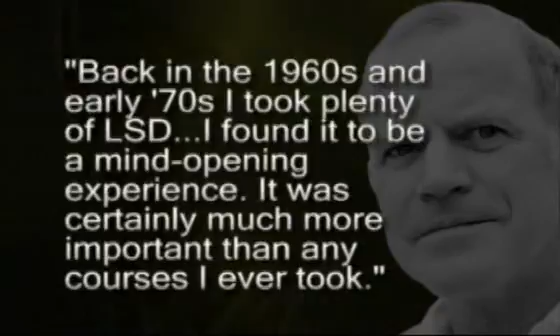 "Back in the 1960s and
early '70s I took plenty
of LSD...I found it to be
a mind-opening
experience. It was
certainly much more
important than any
courses I ever took."